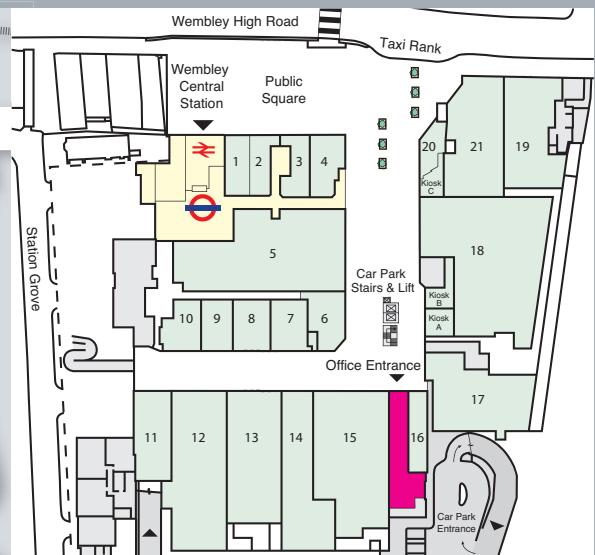 Wembley High Road
Taxi Rank
Wembley
Central
Station
Public
Square
1
2
3
4
20
21
19
Kiosk
C
Station Grove
5
18
Car Park
Stairs & Lift
Kiosk
B
Kiosk
A
10
9
8
7
6
Office Entrance
17
11
12
13
14
15
16
Car Park
Entrance